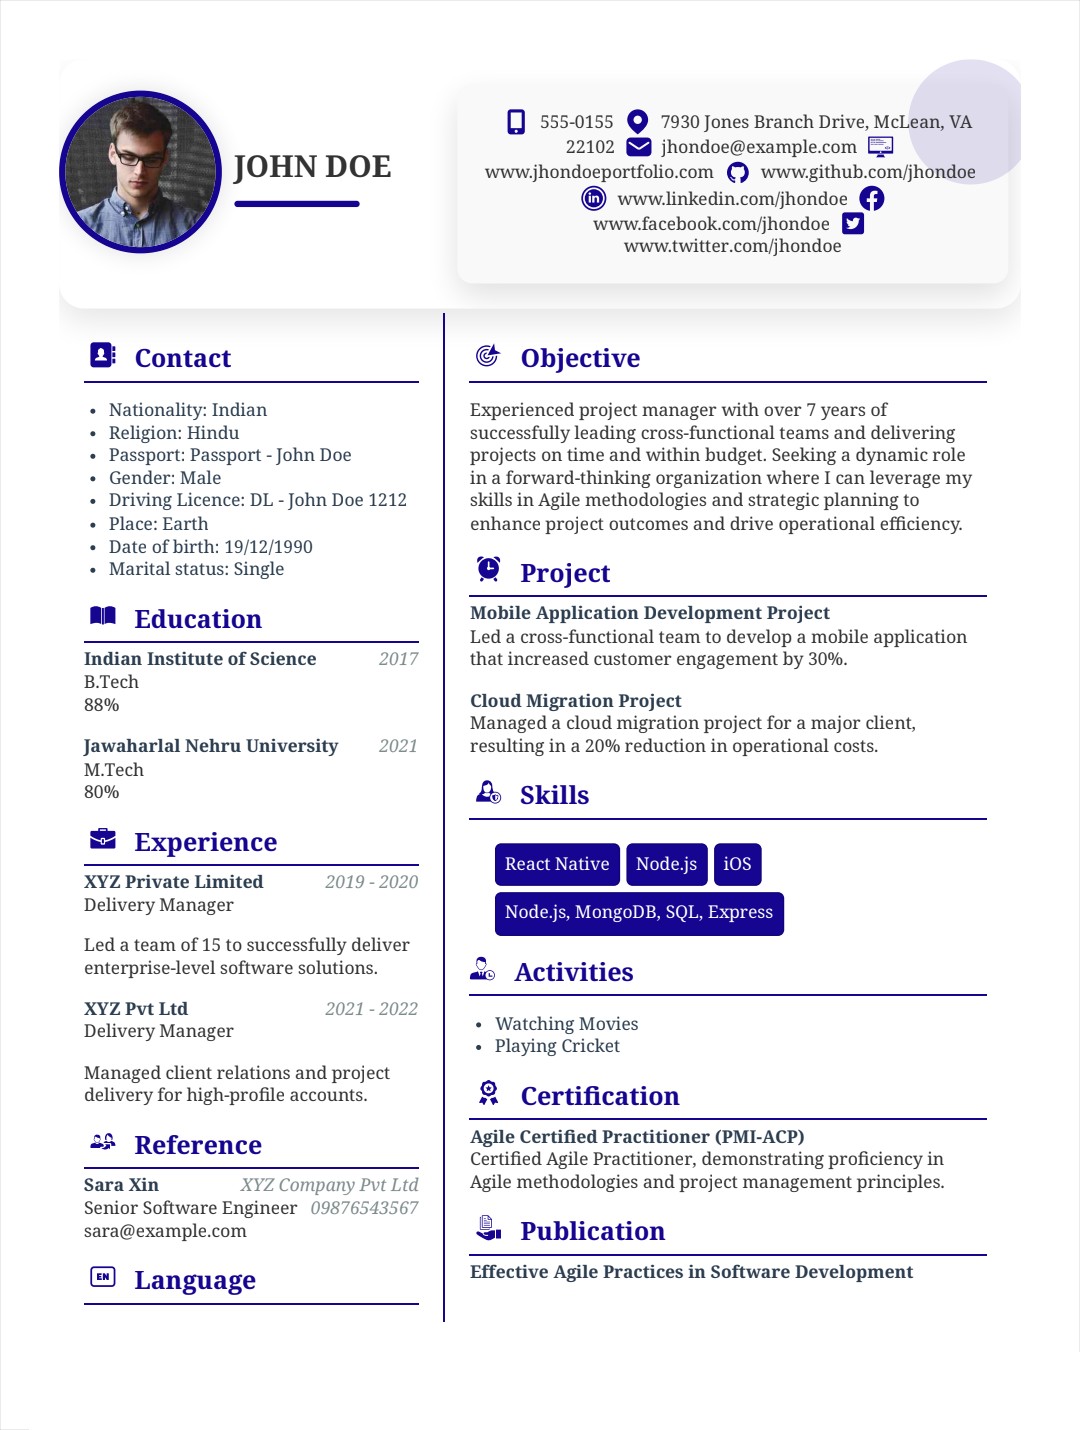 JOHN DOE
555-0155 7930 Jones Branch Drive, McLean, VA
22102 jhondoe@example.com
www.jhondoeportfolio.com www.github.com/jhondoe
in www.linkedin.com/jhondoe
www.facebook.com/jhondoe
www.twitter.com/jhondoe
Contact
• Nationality: Indian
• Religion: Hindu
• Passport: Passport - John Doe
• Gender: Male
• Driving Licence: DL - John Doe 1212
• Place: Earth
• Date of birth: 19/12/1990
• Marital status: Single
Education
Indian Institute of Science 2017
B.Tech
88%
Jawaharlal Nehru University 2021
M.Tech
80%
Experience
XYZ Private Limited 2019 - 2020
Delivery Manager
Led a team of 15 to successfully deliver
enterprise-level software solutions.
XYZ Pvt Ltd 2021 - 2022
Delivery Manager
Managed client relations and project
delivery for high-profile accounts.
Reference
Sara Xin XYZ Company Pvt Ltd
Senior Software Engineer 09876543567
sara@example.com
EN Language
Objective
Experienced project manager with over 7 years of
successfully leading cross-functional teams and delivering
projects on time and within budget. Seeking a dynamic role
in a forward-thinking organization where I can leverage my
skills in Agile methodologies and strategic planning to
enhance project outcomes and drive operational efficiency.
Project
Mobile Application Development Project
Led a cross-functional team to develop a mobile application
that increased customer engagement by 30%.
Cloud Migration Project
Managed a cloud migration project for a major client,
resulting in a 20% reduction in operational costs.
Skills
React Native Node.js iOS
Node.js, MongoDB, SQL, Express
Activities
• Watching Movies
• Playing Cricket
Certification
Agile Certified Practitioner (PMI-ACP)
Certified Agile Practitioner, demonstrating proficiency in
Agile methodologies and project management principles.
Publication
Effective Agile Practices in Software Development